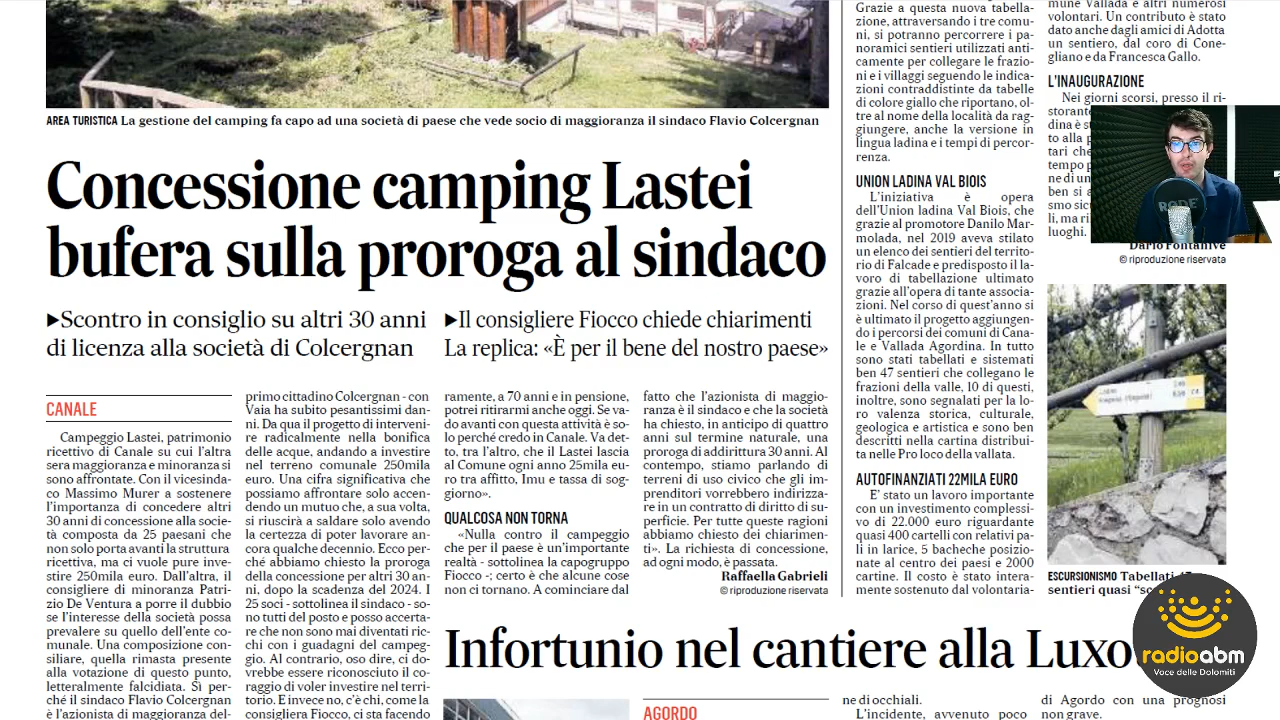 AREA TURISTICA La gestione del camping fa capo ad una società di paese che vede socio di maggioranza il sindaco Flavio Colcergnan
Concessione camping Lastei
bufera sulla proroga al sindaco
►Scontro in consiglio su altri 30 anni
di licenza alla società di Colcergnan
►Il consigliere Fiocco chiede chiarimenti
La replica: «È per il bene del nostro paese»
CANALE
Campeggio Lastei, patrimonio
ricettivo di Canale su cui l'altra
sera maggioranza e minoranza si
sono affrontate. Con il vicesinda-
co Massimo Murer a sostenere
l'importanza di concedere altri
30 anni di concessione alla socie-
tà composta da 25 paesani che
non solo porta avanti la struttura
ricettiva, ma ci vuole pure inve-
stire 250mila euro. Dall'altra, il
consigliere di minoranza Patri-
zio De Ventura a porre il dubbio
se l'interesse della società possa
prevalere su quello dell'ente co-
munale. Una composizione con-
siliare, quella rimasta presente
alla votazione di questo punto,
letteralmente falcidiata. Sì per-
ché il sindaco Flavio Colcergnan
è l'azionista di maggioranza del-
primo cittadino Colcergnan - con
Vaia ha subito pesantissimi dan-
ni. Da qua il progetto di interveni-
re radicalmente nella bonifica
delle acque, andando a investire
nel terreno comunale 250mila
euro. Una cifra significativa che
possiamo affrontare solo accen-
dendo un mutuo che, a sua volta,
si riuscirà a saldare solo avendo
la certezza di poter lavorare an-
cora qualche decennio. Ecco per-
ché abbiamo chiesto la proroga
della concessione per altri 30 an-
ni, dopo la scadenza del 2024. I
25 soci - sottolinea il sindaco - so-
no tutti del posto e posso accerta-
re che non sono mai diventati ric-
chi con i guadagni del campeg-
gio. Al contrario, oso dire, ci do-
vrebbe essere riconosciuto il co-
raggio di voler investire nel terri-
torio. E invece no, c'è chi, come la
consigliera Fiocco, ci sta facendo
ramente, a 70 anni e in pensione,
potrei ritirarmi anche oggi. Se va-
do avanti con questa attività è so-
lo perché credo in Canale. Va det-
to, tra l'altro, che il Lastei lascia
al Comune ogni anno 25mila eu-
ro tra affitto, Imu e tassa di sog-
giorno».
QUALCOSA NON TORNA
«Nulla contro il campeggio
che per il paese è un'importante
realtà - sottolinea la capogruppo
Fiocco -; certo è che alcune cose
non ci tornano. A cominciare dal
fatto che l'azionista di maggio-
ranza è il sindaco e che la società
ha chiesto, in anticipo di quattro
anni sul termine naturale, una
proroga di addirittura 30 anni. Al
contempo, stiamo parlando di
terreni di uso civico che gli im-
prenditori vorrebbero indirizza-
re in un contratto di diritto di su-
perficie. Per tutte queste ragioni
abbiamo chiesto dei chiarimen-
ti». La richiesta di concessione,
ad ogni modo, è passata.
Raffaella Gabrieli
© riproduzione riservata
Infortunio nel cantiere alla Luxo
AGORDO
ne di occhiali.
L'incidente, avvenuto poco
di Agordo con una prognosi
non grave.
Grazie a questa nuova tabella-
zione, attraversando i tre comu-
ni, si potranno percorrere i pa-
noramici sentieri utilizzati anti-
camente per collegare le frazio-
ni e i villaggi seguendo le indica-
zioni contraddistinte da tabelle
di colore giallo che riportano, ol-
tre al nome della località da rag-
giungere, anche la versione in
lingua ladina e i tempi di percor-
renza.
UNION LADINA VAL BIOIS
L'iniziativa è opera
dell'Union ladina Val Biois, che
grazie al promotore Danilo Mar-
molada, nel 2019 aveva stilato
un elenco dei sentieri del territo-
rio di Falcade e predisposto il la-
voro di tabellazione ultimato
grazie all'opera di tante associa-
zioni. Nel corso di quest'anno si
è ultimato il progetto aggiungen-
do i percorsi dei comuni di Cana-
le e Vallada Agordina. In tutto
sono stati tabellati e sistemati
ben 47 sentieri che collegano le
frazioni della valle, 10 di questi,
inoltre, sono segnalati per la lo-
ro valenza storica, culturale,
geologica e artistica e sono ben
descritti nella cartina distribui-
ta nelle Pro loco della vallata.
AUTOFINANZIATI 22MILA EURO
E' stato un lavoro importante
con un investimento complessi-
vo di 22.000 euro riguardante
quasi 400 cartelli con relativi pa-
li in larice, 5 bacheche posizio-
nate al centro dei paesi e 2000
cartine. Il costo è stato intera-
mente sostenuto dal volontaria-
mune Vallada e altri numerosi
volontari. Un contributo è stato
dato anche dagli amici di Adotta
un sentiero, dal coro di Cone-
gliano e da Francesca Gallo.
L'INAUGURAZIONE
Nei giorni scorsi, presso il ri-
storante
dina è st
to alla p
tari che
tempo p
ne di un
ben si a
smo sicu
li, ma ri
luoghi.
Dario Fontanive
© riproduzione riservata
RODE
ESCURSIONISMO Tabellati 47
sentieri quasi "sc
radioabm
Voce delle Dolomiti